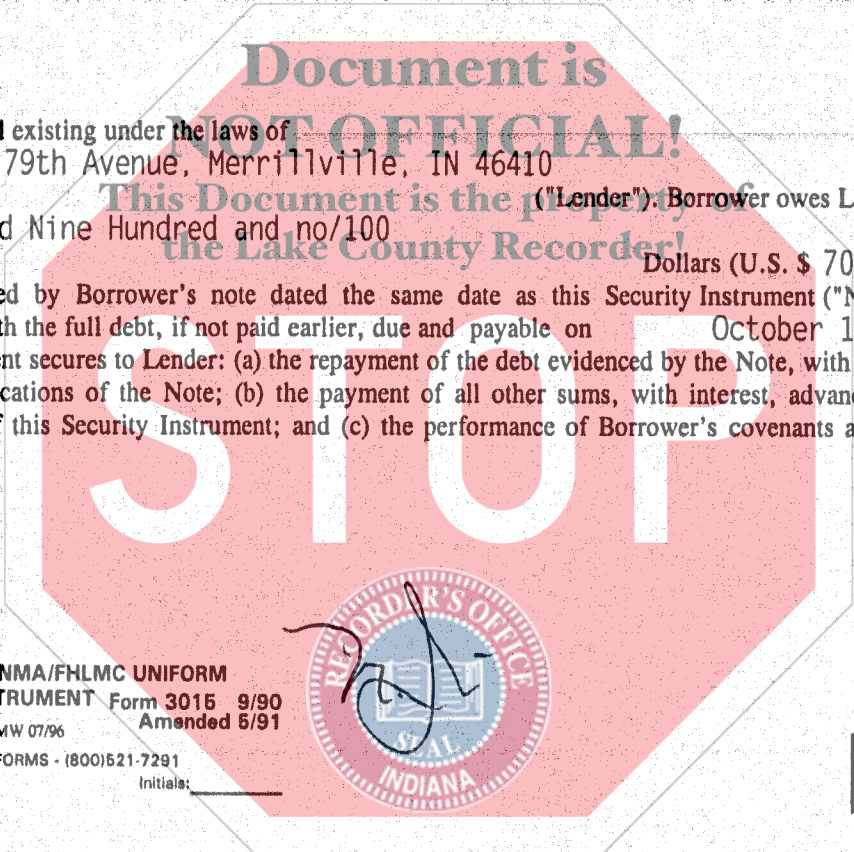 Document is
NOT OFFICIAL!
existing under the laws of
79th Avenue, Merrillville, IN 46410
This Document is the property of
("Lender"). Borrower owes L
d Nine Hundred and no/100
the Lake County Recorder!
Dollars (U.S. $ 70
ed by Borrower's note dated the same date as this Security Instrument ("N
h the full debt, if not paid earlier, due and payable on October 1
nt secures to Lender: (a) the repayment of the debt evidenced by the Note, with
cations of the Note; (b) the payment of all other sums, with interest, advanc
f this Security Instrument; and (c) the performance of Borrower's covenants a
STOP
RECORDER'S OFFICE
SEAL
INDIANA
NMA/FHLMC UNIFORM
TRUMENT Form 3015 9/90
Amended 5/91
MW 07/96
FORMS - (800)521-7291
Initials: